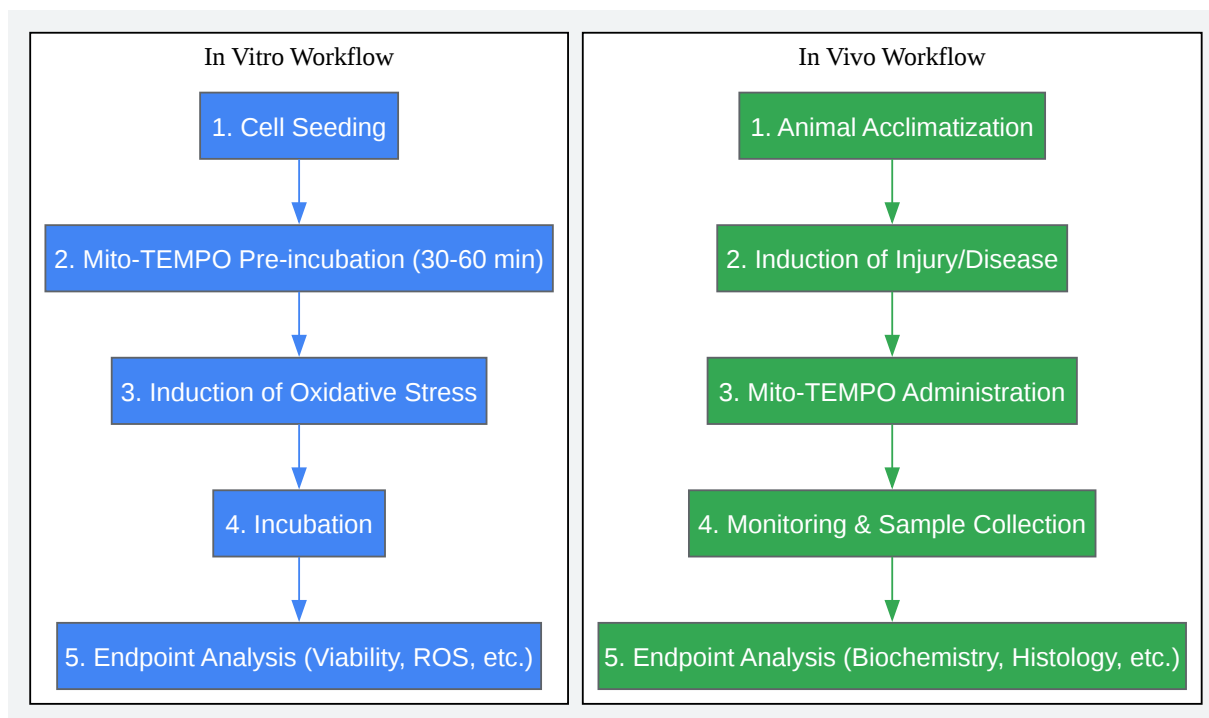 In Vitro Workflow
1. Cell Seeding
2. Mito-TEMPO Pre-incubation (30-60 min)
3. Induction of Oxidative Stress
4. Incubation
5. Endpoint Analysis (Viability, ROS, etc.)
In Vivo Workflow
1. Animal Acclimatization
2. Induction of Injury/Disease
3. Mito-TEMPO Administration
4. Monitoring & Sample Collection
5. Endpoint Analysis (Biochemistry, Histology, etc.)